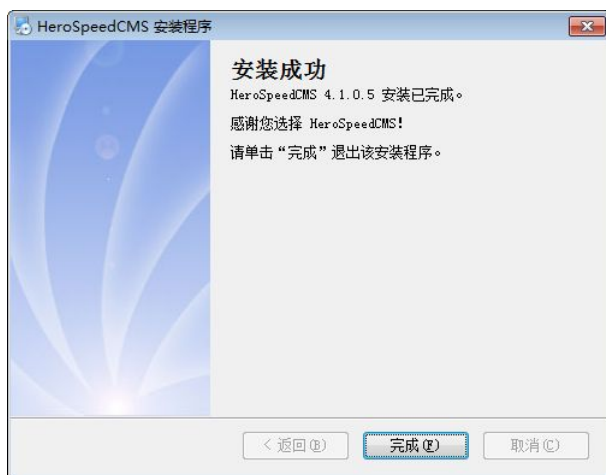 HeroSpeedCMS 安装程序
安装成功
HeroSpeedCMS 4.1.0.5 安装已完成。
感谢您选择 HeroSpeedCMS!
请单击“完成”退出该安装程序。
< 返回(B)
完成(F)
取消(C)